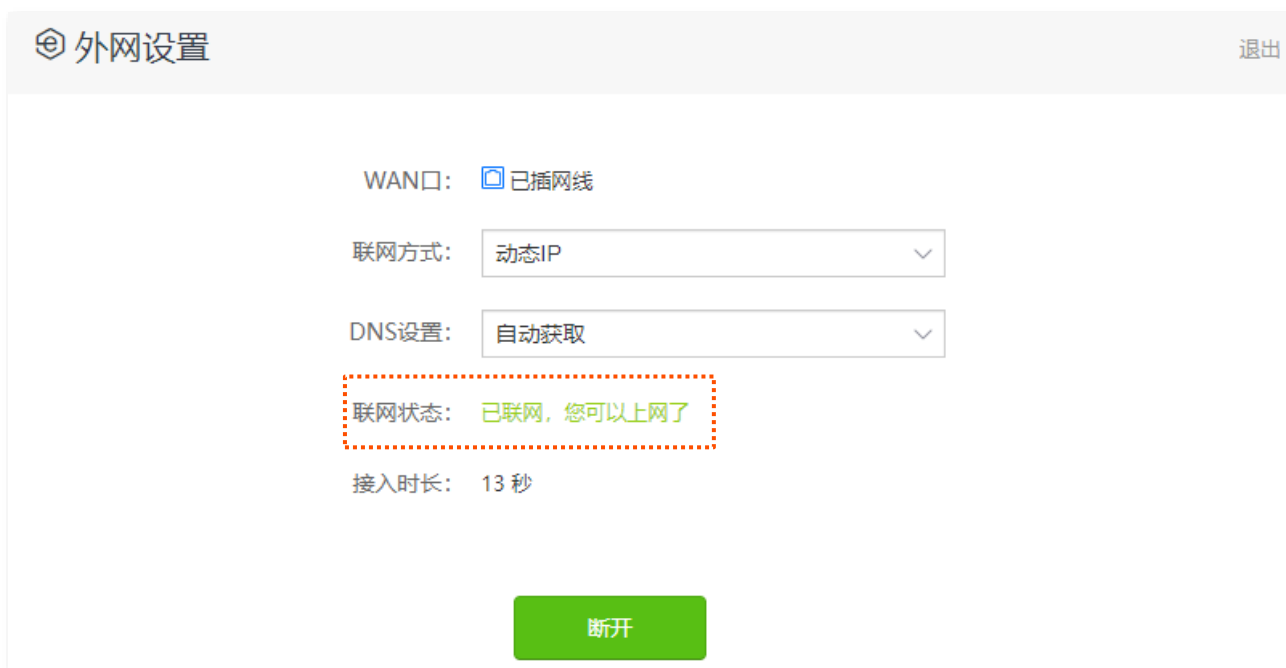 外网设置
退出
WAN口： 已插网线
联网方式： 动态IP
DNS设置： 自动获取
联网状态： 已联网，您可以上网了
接入时长： 13 秒
断开